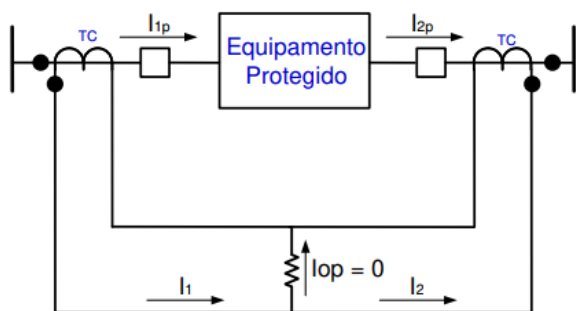 TC
I1p
Equipamento
Protegido
I2p
TC
Iop = 0
I1
I2